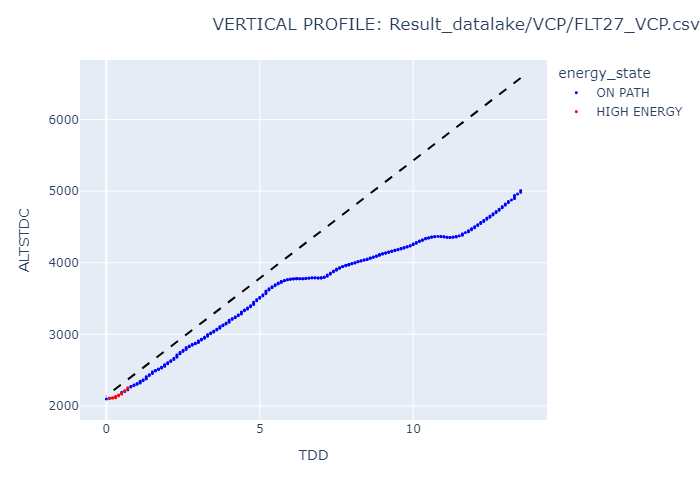 VERTICAL PROFILE: Result_datalake/VCP/FLT27_VCP.csv
energy_state
ON PATH
HIGH ENERGY
6000
5000
4000
3000
2000
ALTSTDC
0
5
10
TDD